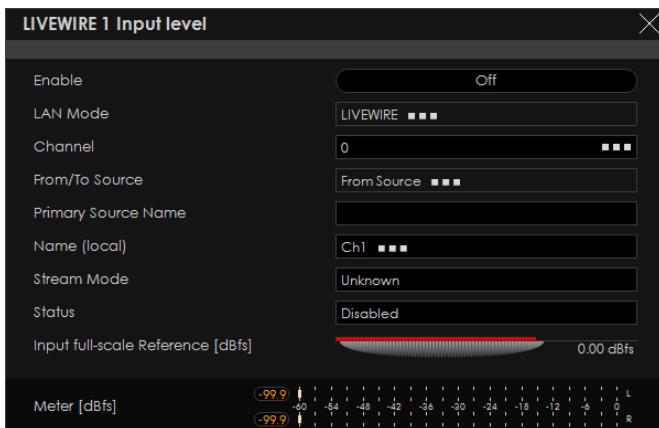 LIVEWIRE 1 Input level
Enable Off
LAN Mode LIVEWIRE
Channel 0
From/To Source From Source
Primary Source Name
Name (local) Ch1
Stream Mode Unknown
Status Disabled
Input full-scale Reference [dBfs] 0.00 dBfs
-99.9 L
Meter [dBfs] -60 -54 -48 -42 -36 -30 -24 -18 -12 -6 0
-99.9 R